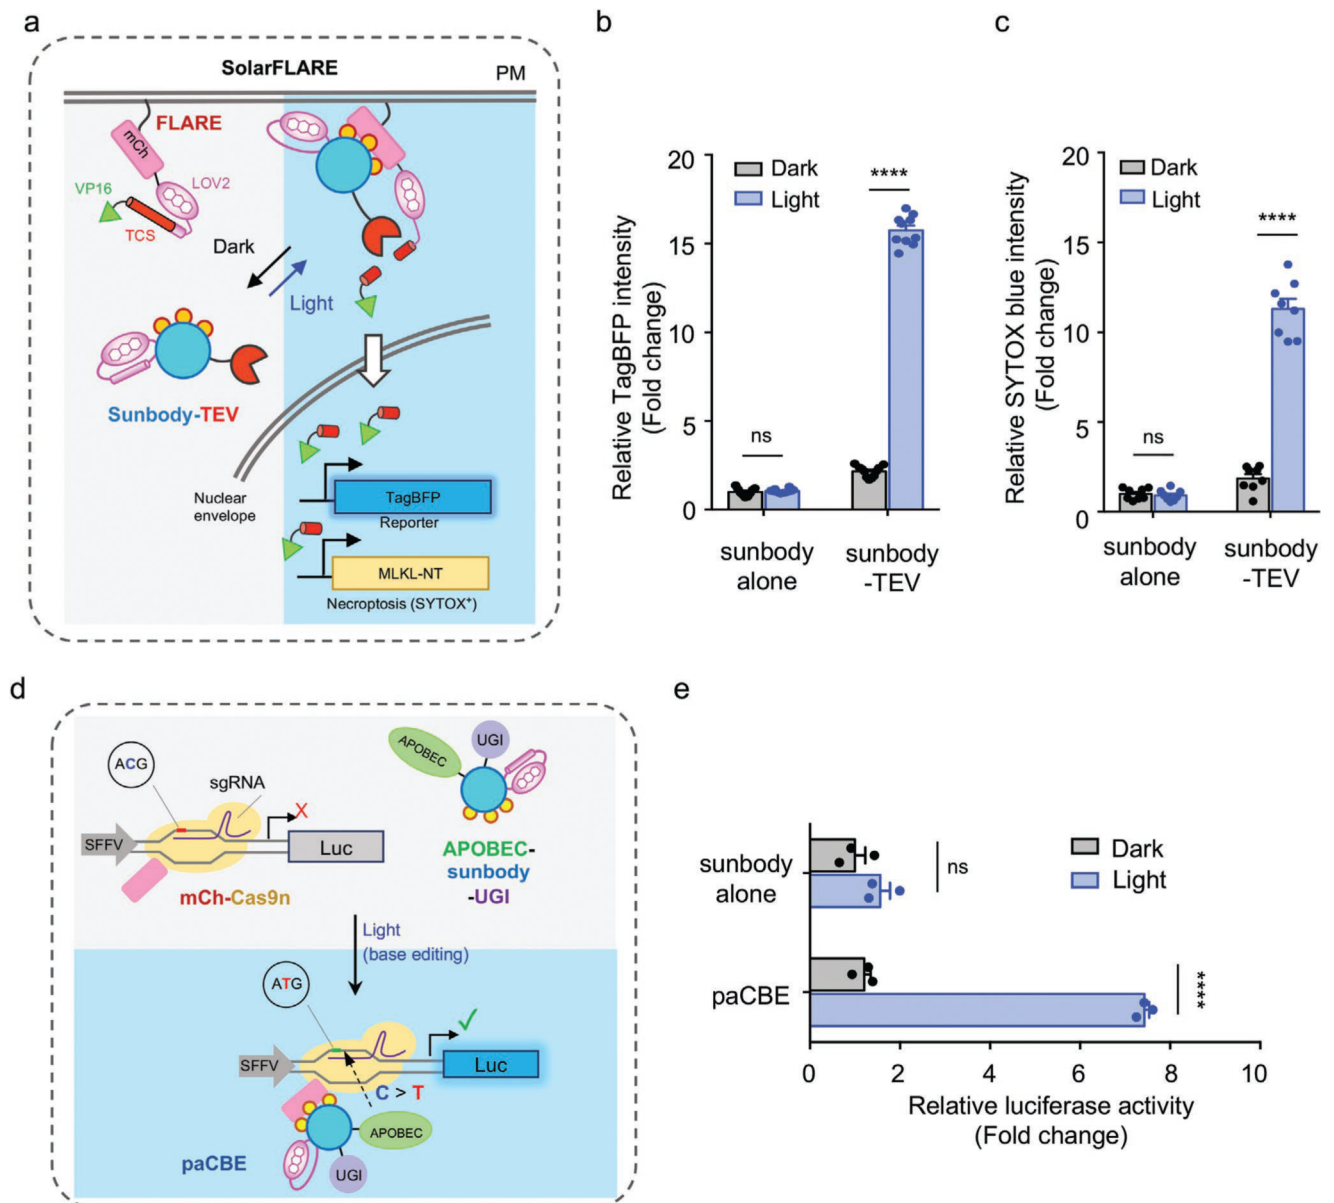 a
SolarFLARE
PM
FLARE
mCh
VP16
LOV2
TCS
Dark
Light
Sunbody-TEV
Nuclear
envelope
TagBFP
Reporter
MLKL-NT
Necroptosis (SYTOX⁺)
b
Relative TagBFP intensity
(Fold change)
20
15
10
5
0
Dark
Light
ns
****
sunbody
alone
sunbody
-TEV
c
Relative SYTOX blue intensity
(Fold change)
20
15
10
5
0
Dark
Light
ns
****
sunbody
alone
sunbody
-TEV
d
ACG
sgRNA
X
SFFV
Luc
mCh-Cas9n
APOBEC
UGI
APOBEC-
sunbody
-UGI
Light
(base editing)
ATG
SFFV
Luc
C > T
APOBEC
UGI
paCBE
e
sunbody
alone
paCBE
ns
****
Dark
Light
0 2 4 6 8 10
Relative luciferase activity
(Fold change)